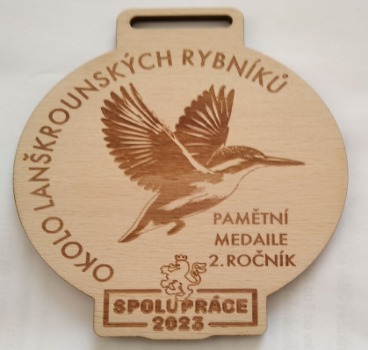 OKOLO LANŠKROUNSKÝCH RYBNÍKŮ
PAMĚTNÍ
MEDAILE
2. ROČNÍK
SPOLUPRÁCE
2023